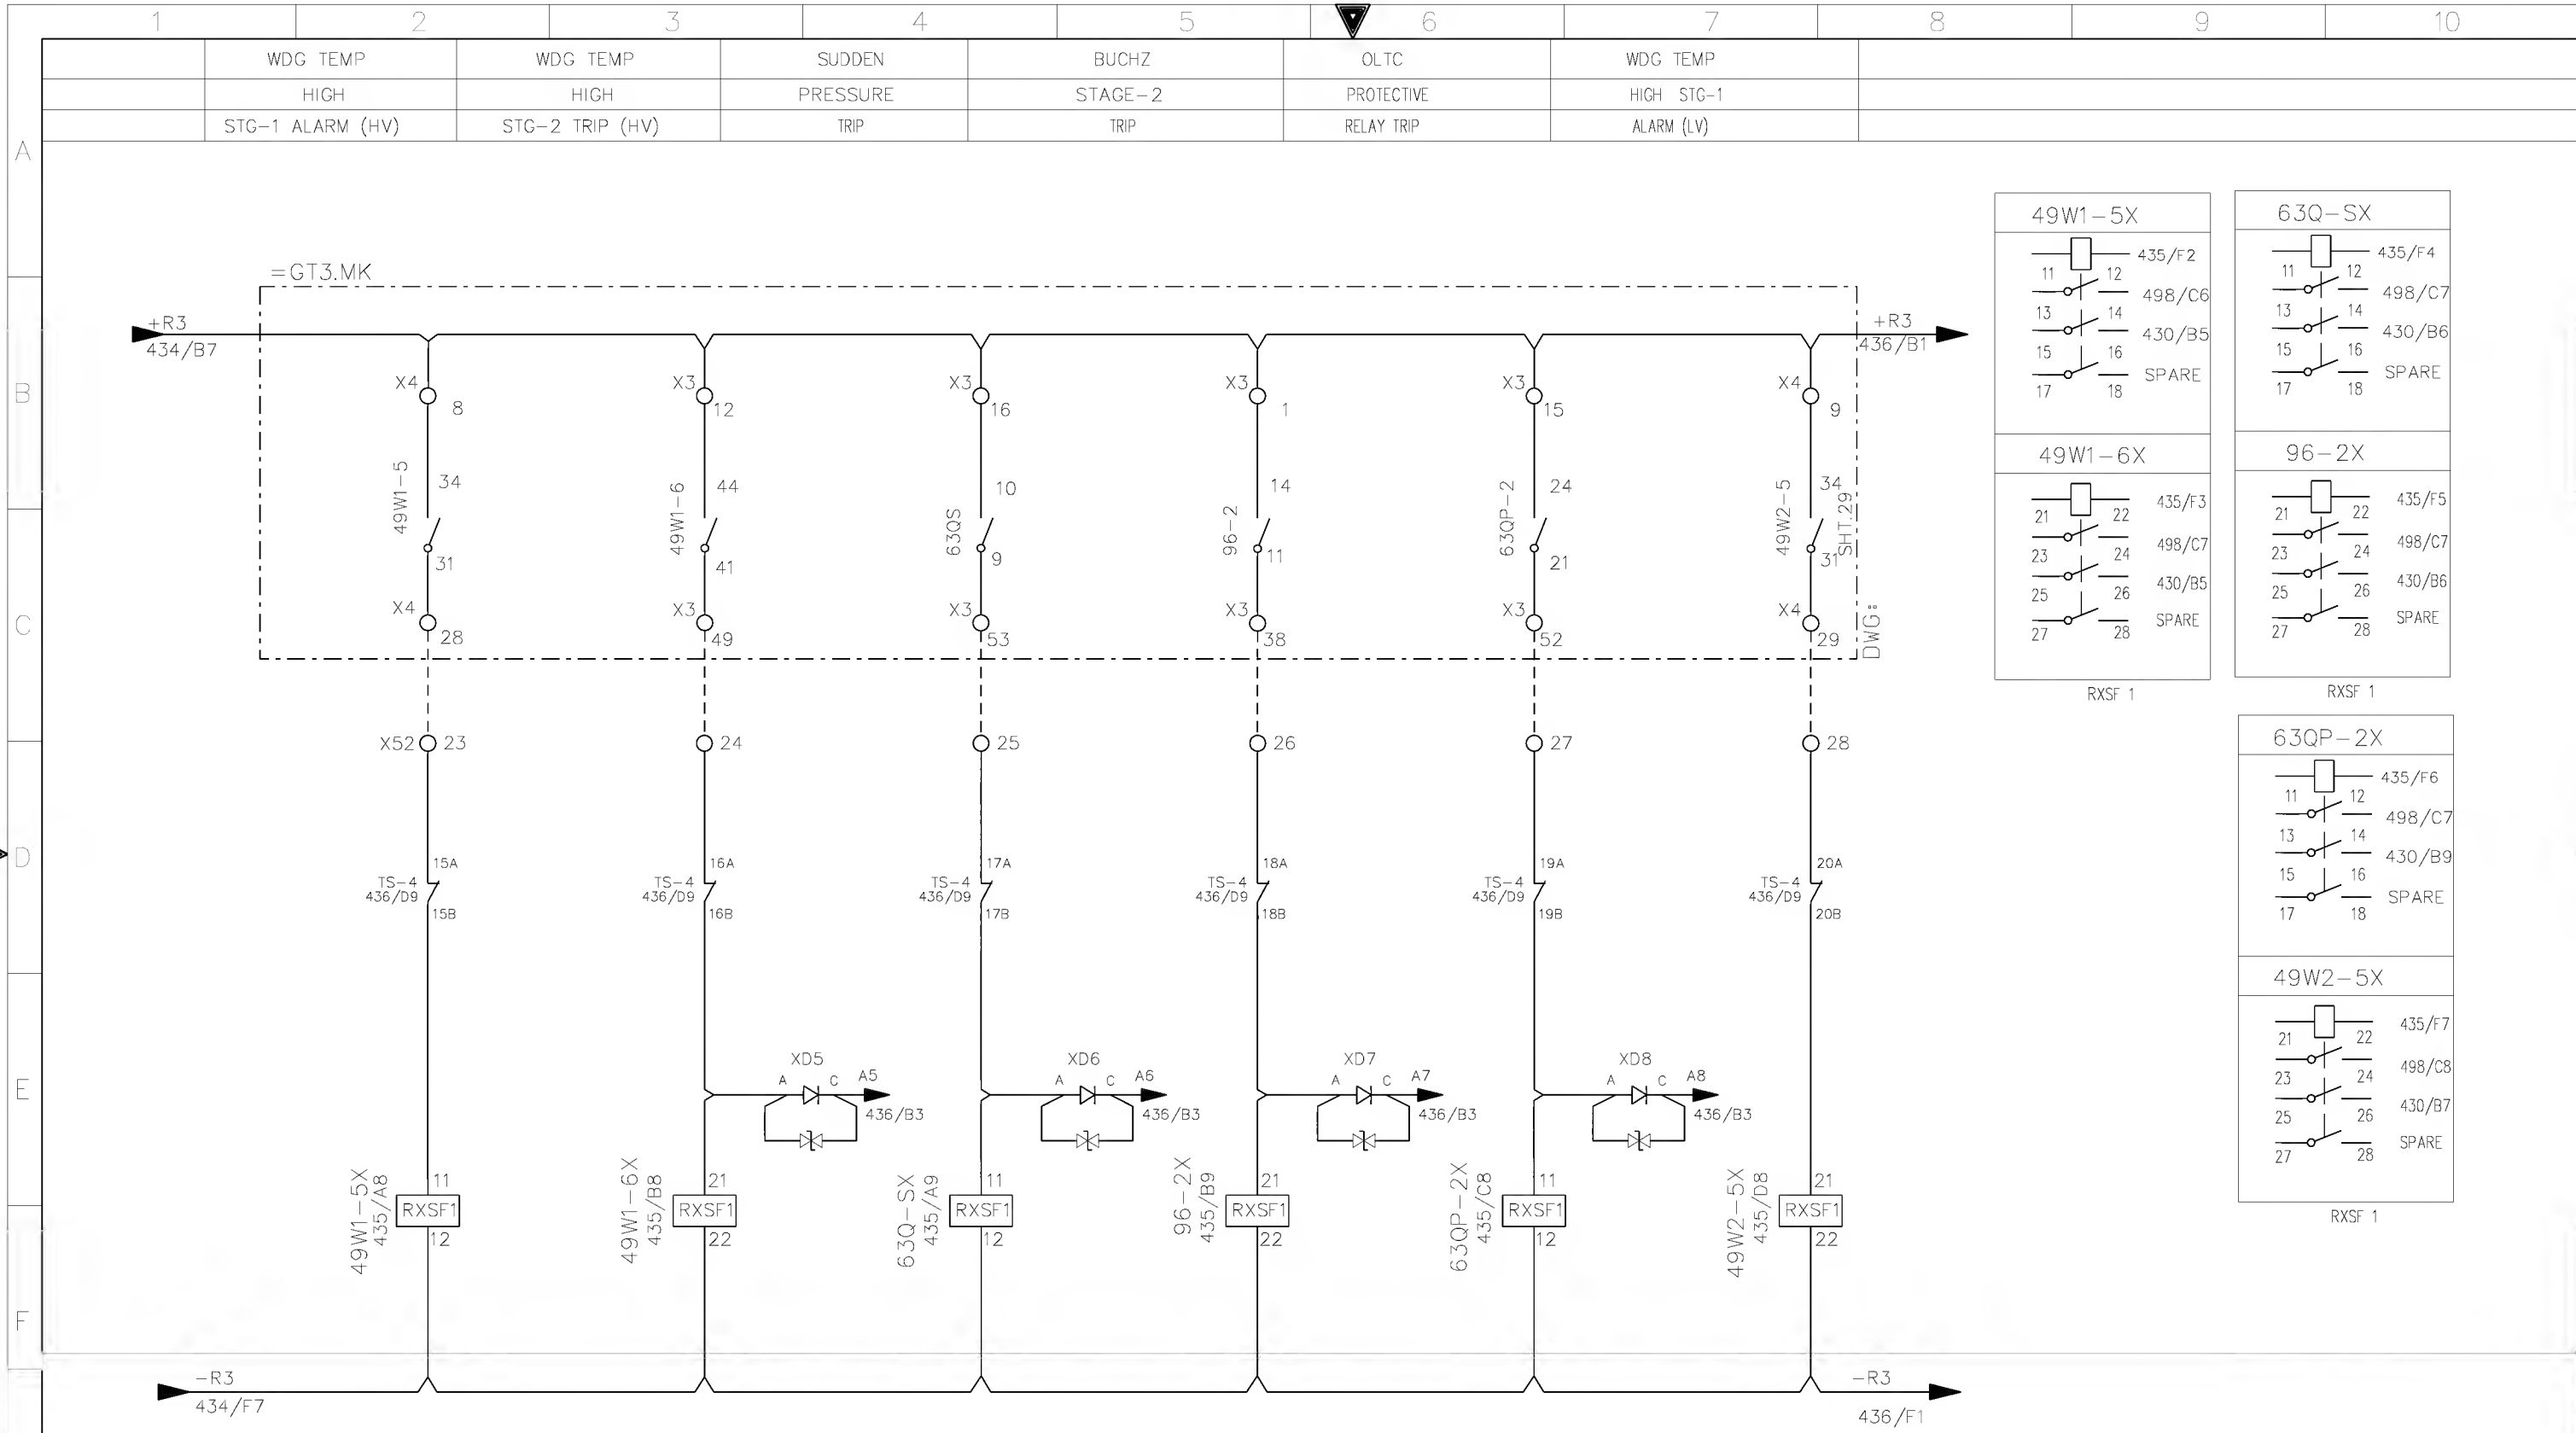 1 2 3 4 5 6 7 8 9 10
WDG TEMP WDG TEMP SUDDEN BUCHZ OLTC WDG TEMP
HIGH HIGH PRESSURE STAGE-2 PROTECTIVE HIGH STG-1
STG-1 ALARM (HV) STG-2 TRIP (HV) TRIP TRIP RELAY TRIP ALARM (LV)
A
B
C
D
E
F
=GT3.MK
+R3
434/B7
+R3
436/B1
X4 X3 X3 X3 X3 X4
8 12 16 1 15 9
49W1-5 49W1-6 63QS 96-2 63QP-2 49W2-5
34 44 10 14 24 34
31 41 9 11 21 31
SHT.29
DWG:
X4 X3 X3 X3 X3 X4
28 49 53 38 52 29
X52 23 24 25 26 27 28
15A 16A 17A 18A 19A 20A
TS-4 TS-4 TS-4 TS-4 TS-4 TS-4
436/D9 436/D9 436/D9 436/D9 436/D9 436/D9
15B 16B 17B 18B 19B 20B
XD5 XD6 XD7 XD8
A C A5 A C A6 A C A7 A C A8
436/B3 436/B3 436/B3 436/B3
49W1-5X 49W1-6X 63Q-SX 96-2X 63QP-2X 49W2-5X
435/A8 435/B8 435/A9 435/B9 435/C8 435/D8
11 21 11 21 11 21
RXSF1 RXSF1 RXSF1 RXSF1 RXSF1 RXSF1
12 22 12 22 12 22
-R3
434/F7
-R3
436/F1
49W1-5X
435/F2
11 12
498/C6
13 14
430/B5
15 16
SPARE
17 18
49W1-6X
435/F3
21 22
498/C7
23 24
430/B5
25 26
SPARE
27 28
RXSF 1
63Q-SX
435/F4
11 12
498/C7
13 14
430/B6
15 16
SPARE
17 18
96-2X
435/F5
21 22
498/C7
23 24
430/B6
25 26
SPARE
27 28
RXSF 1
63QP-2X
435/F6
11 12
498/C7
13 14
430/B9
15 16
SPARE
17 18
49W2-5X
435/F7
21 22
498/C8
23 24
430/B7
25 26
SPARE
27 28
RXSF 1